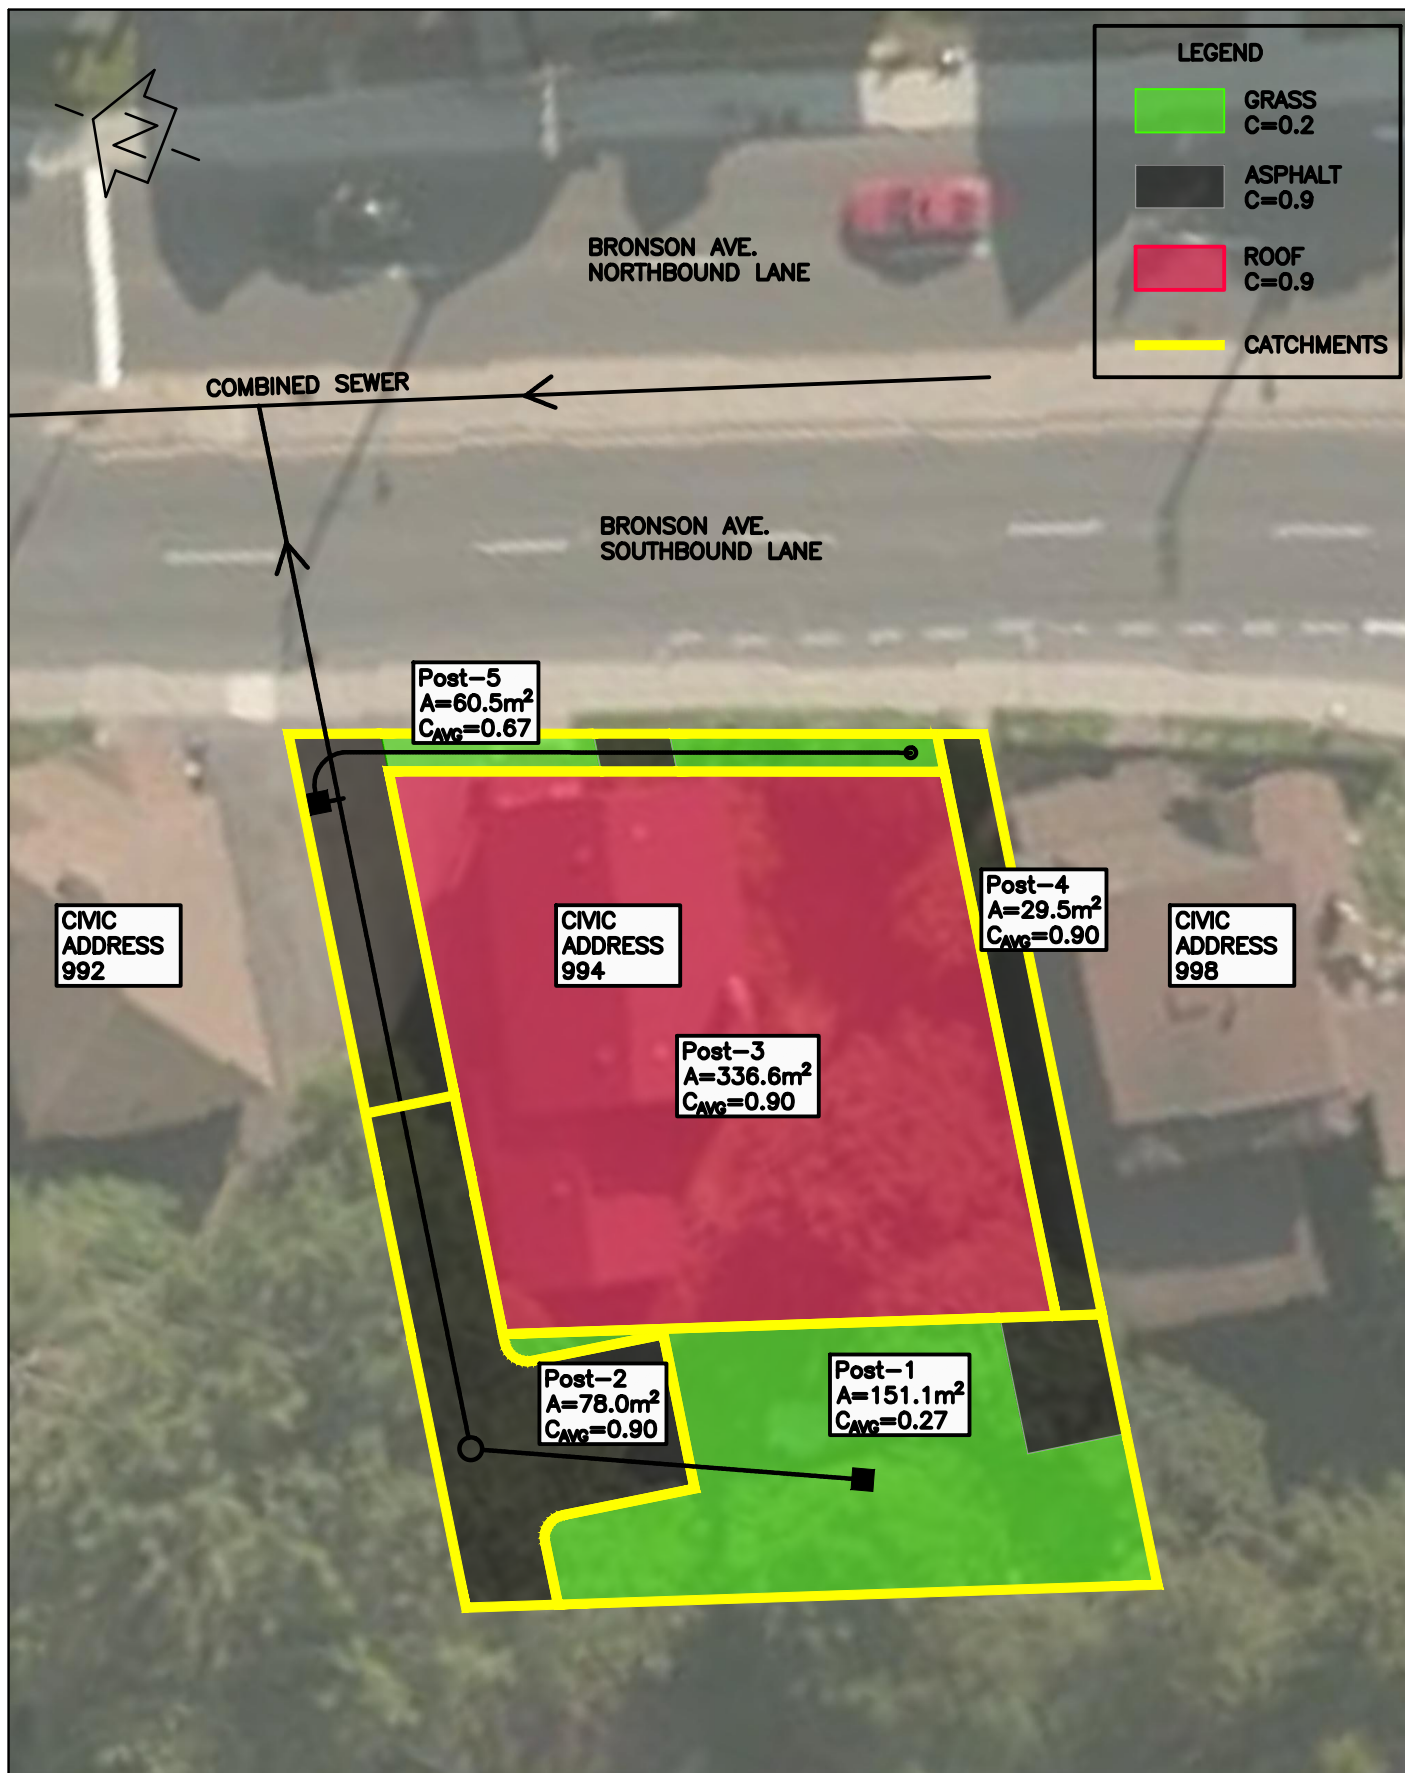 LEGEND
GRASS
C=0.2
ASPHALT
C=0.9
ROOF
C=0.9
CATCHMENTS
N
BRONSON AVE.
NORTHBOUND LANE
COMBINED SEWER
BRONSON AVE.
SOUTHBOUND LANE
Post-5
A=60.5m²
CAVG=0.67
Post-4
A=29.5m²
CAVG=0.90
CIVIC
ADDRESS
992
CIVIC
ADDRESS
994
CIVIC
ADDRESS
998
Post-3
A=336.6m²
CAVG=0.90
Post-2
A=78.0m²
CAVG=0.90
Post-1
A=151.1m²
CAVG=0.27